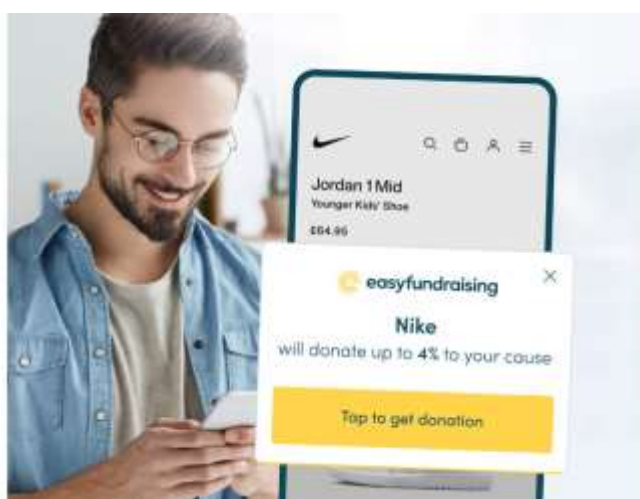 Jordan 1 Mid
Younger Kids' Shoe
£64.95
easyfundraising
Nike
will donate up to 4% to your cause
Tap to get donation